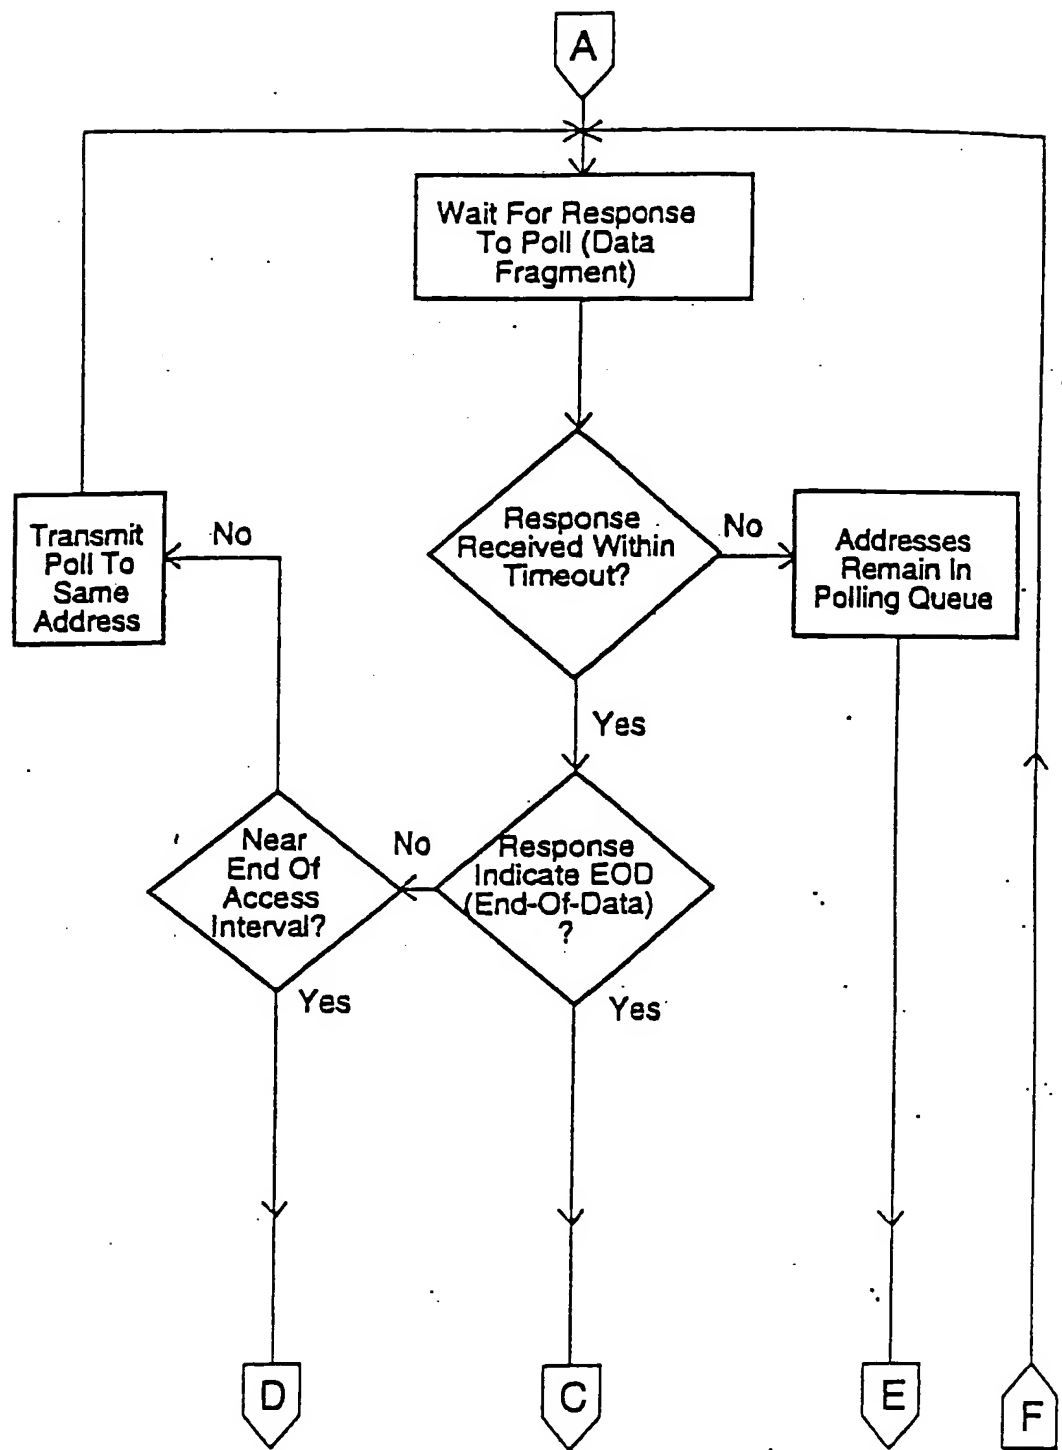 A
Wait For Response
To Poll (Data
Fragment)
Response
Received Within
Timeout?
No
Addresses
Remain In
Polling Queue
Transmit
Poll To
Same
Address
No
Yes
Near
End Of
Access
Interval?
No
Response
Indicate EOD
(End-Of-Data)
?
Yes
Yes
D
C
E
F